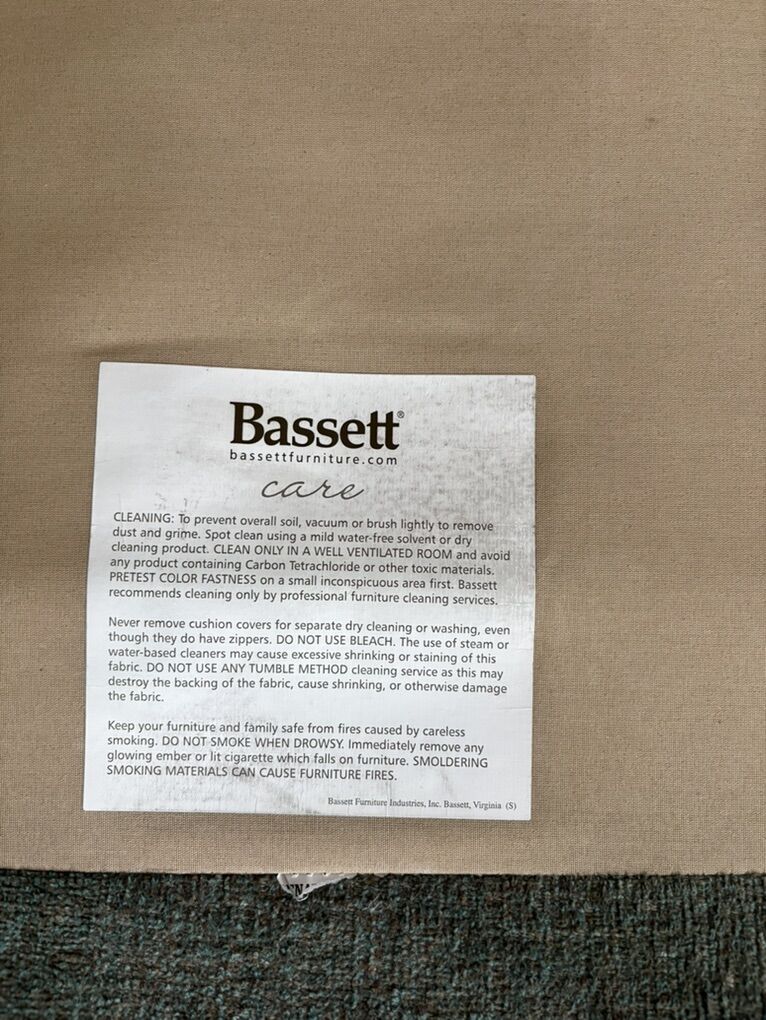 Bassett®
bassettfurniture.com
care
CLEANING: To prevent overall soil, vacuum or brush lightly to remove
dust and grime. Spot clean using a mild water-free solvent or dry
cleaning product. CLEAN ONLY IN A WELL VENTILATED ROOM and avoid
any product containing Carbon Tetrachloride or other toxic materials.
PRETEST COLOR FASTNESS on a small inconspicuous area first. Bassett
recommends cleaning only by professional furniture cleaning services.
Never remove cushion covers for separate dry cleaning or washing, even
though they do have zippers. DO NOT USE BLEACH. The use of steam or
water-based cleaners may cause excessive shrinking or staining of this
fabric. DO NOT USE ANY TUMBLE METHOD cleaning service as this may
destroy the backing of the fabric, cause shrinking, or otherwise damage
the fabric.
Keep your furniture and family safe from fires caused by careless
smoking. DO NOT SMOKE WHEN DROWSY. Immediately remove any
glowing ember or lit cigarette which falls on furniture. SMOLDERING
SMOKING MATERIALS CAN CAUSE FURNITURE FIRES.
Bassett Furniture Industries, Inc. Bassett, Virginia (S)